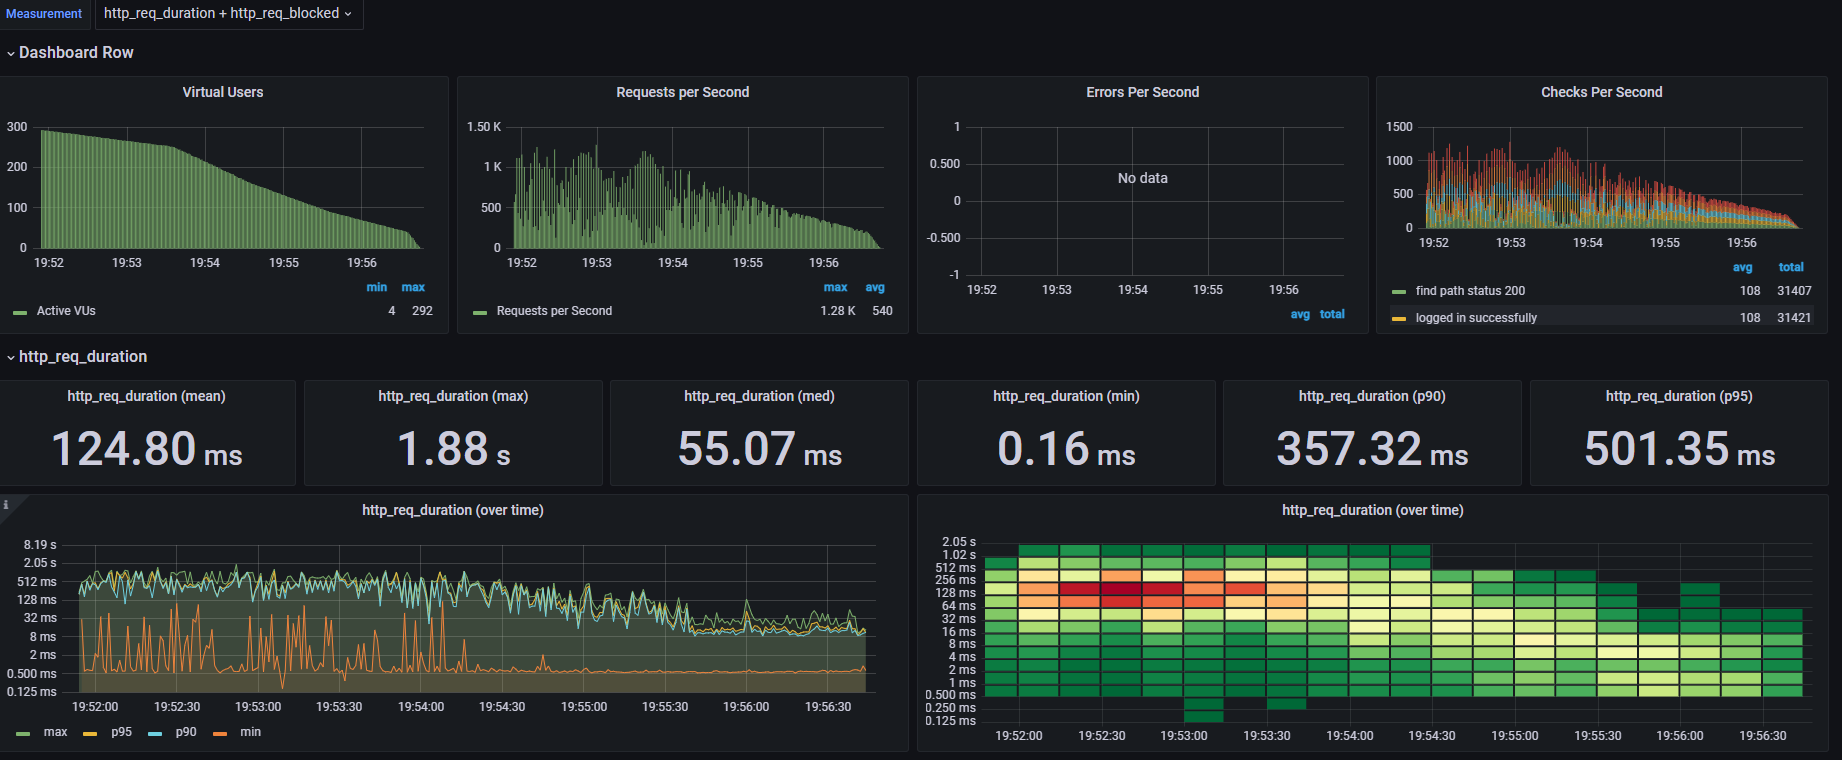 Measurement http_req_duration + http_req_blocked
Dashboard Row
Virtual Users
300
200
100
0
19:52 19:53 19:54 19:55 19:56
min max
Active VUs 4 292
Requests per Second
1.50 K
1 K
500
0
19:52 19:53 19:54 19:55 19:56
max avg
Requests per Second 1.28 K 540
Errors Per Second
1
0.500
0
-0.500
-1
No data
19:52 19:53 19:54 19:55 19:56
avg total
Checks Per Second
1500
1000
500
0
19:52 19:53 19:54 19:55 19:56
avg total
find path status 200 108 31407
logged in successfully 108 31421
http_req_duration
http_req_duration (mean)
124.80 ms
http_req_duration (max)
1.88 s
http_req_duration (med)
55.07 ms
http_req_duration (min)
0.16 ms
http_req_duration (p90)
357.32 ms
http_req_duration (p95)
501.35 ms
i
http_req_duration (over time)
8.19 s
2.05 s
512 ms
128 ms
32 ms
8 ms
2 ms
0.500 ms
0.125 ms
19:52:00 19:52:30 19:53:00 19:53:30 19:54:00 19:54:30 19:55:00 19:55:30 19:56:00 19:56:30
max p95 p90 min
http_req_duration (over time)
2.05 s
1.02 s
512 ms
256 ms
128 ms
64 ms
32 ms
16 ms
8 ms
4 ms
2 ms
1 ms
0.500 ms
0.250 ms
0.125 ms
19:52:00 19:52:30 19:53:00 19:53:30 19:54:00 19:54:30 19:55:00 19:55:30 19:56:00 19:56:30